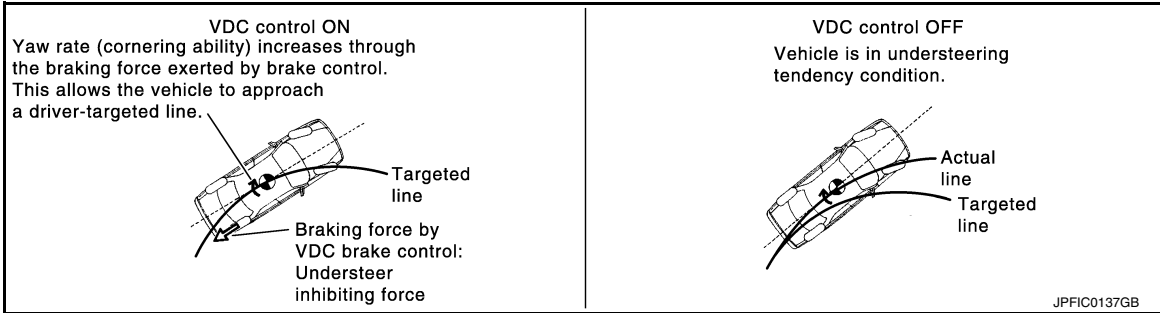 VDC control ON
Yaw rate (cornering ability) increases through
the braking force exerted by brake control.
This allows the vehicle to approach
a driver-targeted line.
Targeted
line
Braking force by
VDC brake control:
Understeer
inhibiting force
VDC control OFF
Vehicle is in understeering
tendency condition.
Actual
line
Targeted
line
JPFIC0137GB